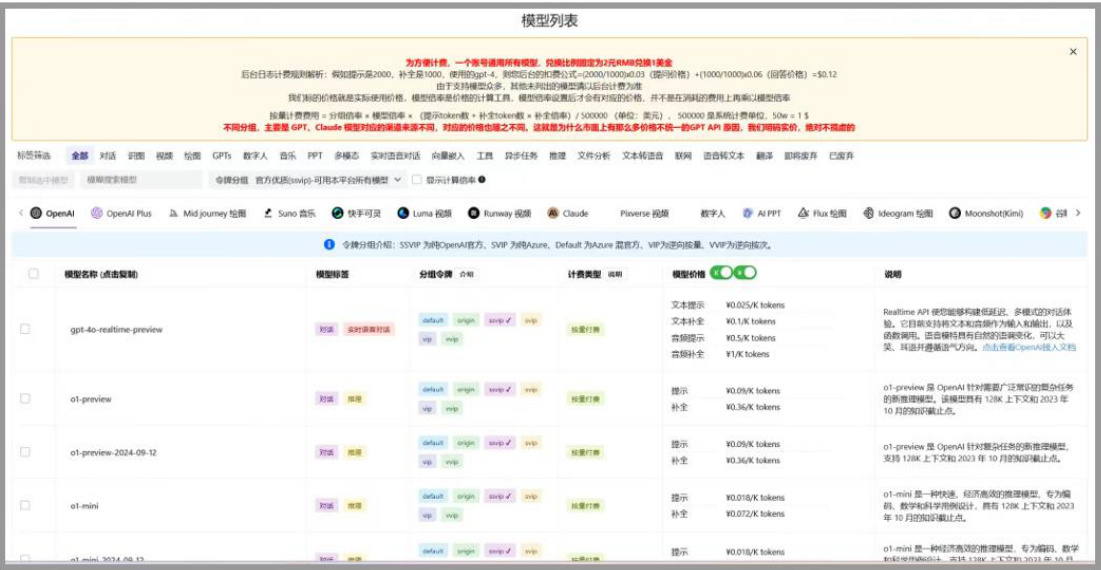 模型列表
为方便计费，一个账号通用所有模型，兑换比例固定为2元RMB兑换1美金
后台日志计费规则解析：假如提示是2000，补全是1000，使用的gpt-4，则您后台的扣费公式=(2000/1000)x0.03（提问价格）+(1000/1000)x0.06（回答价格）=$0.12
由于支持模型众多，其他未列出的模型请以后台计费为准
我们标的价格就是实际使用价格，模型倍率是价格的计算工具，模型倍率设置后才会有对应的价格，并不是在消耗的费用上再乘以模型倍率
按量计费费用 = 分组倍率 × 模型倍率 × （提示token数 + 补全token数 × 补全倍率）/ 500000 （单位：美元），500000 是系统计费单位，50w = 1 $
不同分组，主要是 GPT、Claude 模型对应的渠道来源不同，对应的价格也随之不同。这就是为什么市面上有那么多价格不统一的GPT API 原因，我们明码实价，绝对不搅虚的
标签筛选 全部 对话 识图 视频 绘图 GPTs 数字人 音乐 PPT 多模态 实时语音对话 向量嵌入 工具 异步任务 推理 文件分析 文本转语音 联网 语音转文本 翻译 即将废弃 已废弃
复制选中模型 模糊搜索模型 令牌分组 官方优质(ssvip)-可用本平台所有模型 显示计算倍率
OpenAI OpenAI Plus Midjourney 绘图 Suno 音乐 快手可灵 Luma 视频 Runway 视频 Claude Pixverse 视频 数字人 AI PPT Flux 绘图 Ideogram 绘图 Moonshot(Kimi)
令牌分组介绍：SSVIP 为纯OpenAI官方、SVIP 为纯Azure、Default 为Azure 混官方、VIP为逆向按量、VVIP为逆向按次。
模型名称 (点击复制) 模型标签 分组令牌 介绍 计费类型 说明 模型价格 K K 说明
gpt-4o-realtime-preview 对话 实时语音对话 default origin ssvip ✓ svip vip vvip 按量付费
文本提示 ¥0.025/K tokens
文本补全 ¥0.1/K tokens
音频提示 ¥0.5/K tokens
音频补全 ¥1/K tokens
Realtime API 使您能够构建低延迟、多模式的对话体
验。它目前支持将文本和音频作为输入和输出，以及
函数调用。语音模特具有自然的语调变化，可以大
笑、耳语并遵循语气方向。点击查看OpenAI接入文档
o1-preview 对话 推理 default origin ssvip ✓ svip vip vvip 按量付费
提示 ¥0.09/K tokens
补全 ¥0.36/K tokens
o1-preview 是 OpenAI 针对需要广泛常识的复杂任务
的新推理模型。该模型具有 128K 上下文和 2023 年
10 月的知识截止点。
o1-preview-2024-09-12 对话 推理 default origin ssvip ✓ svip vip vvip 按量付费
提示 ¥0.09/K tokens
补全 ¥0.36/K tokens
o1-preview 是 OpenAI 针对复杂任务的新推理模型，
支持 128K 上下文和 2023 年 10 月的知识截止点。
o1-mini 对话 推理 default origin ssvip ✓ svip vip vvip 按量付费
提示 ¥0.018/K tokens
补全 ¥0.072/K tokens
o1-mini 是一种快速、经济高效的推理模型，专为编
码、数学和科学用例设计，具有 128K 上下文和 2023
年 10 月的知识截止点。
o1-mini-2024-09-12 对话 推理 default origin ssvip ✓ svip 按量付费
提示 ¥0.018/K tokens
o1-mini 是一种经济高效的推理模型，专为编码、数学
和科学用例设计，支持 128K 上下文和 2023 年 10 月